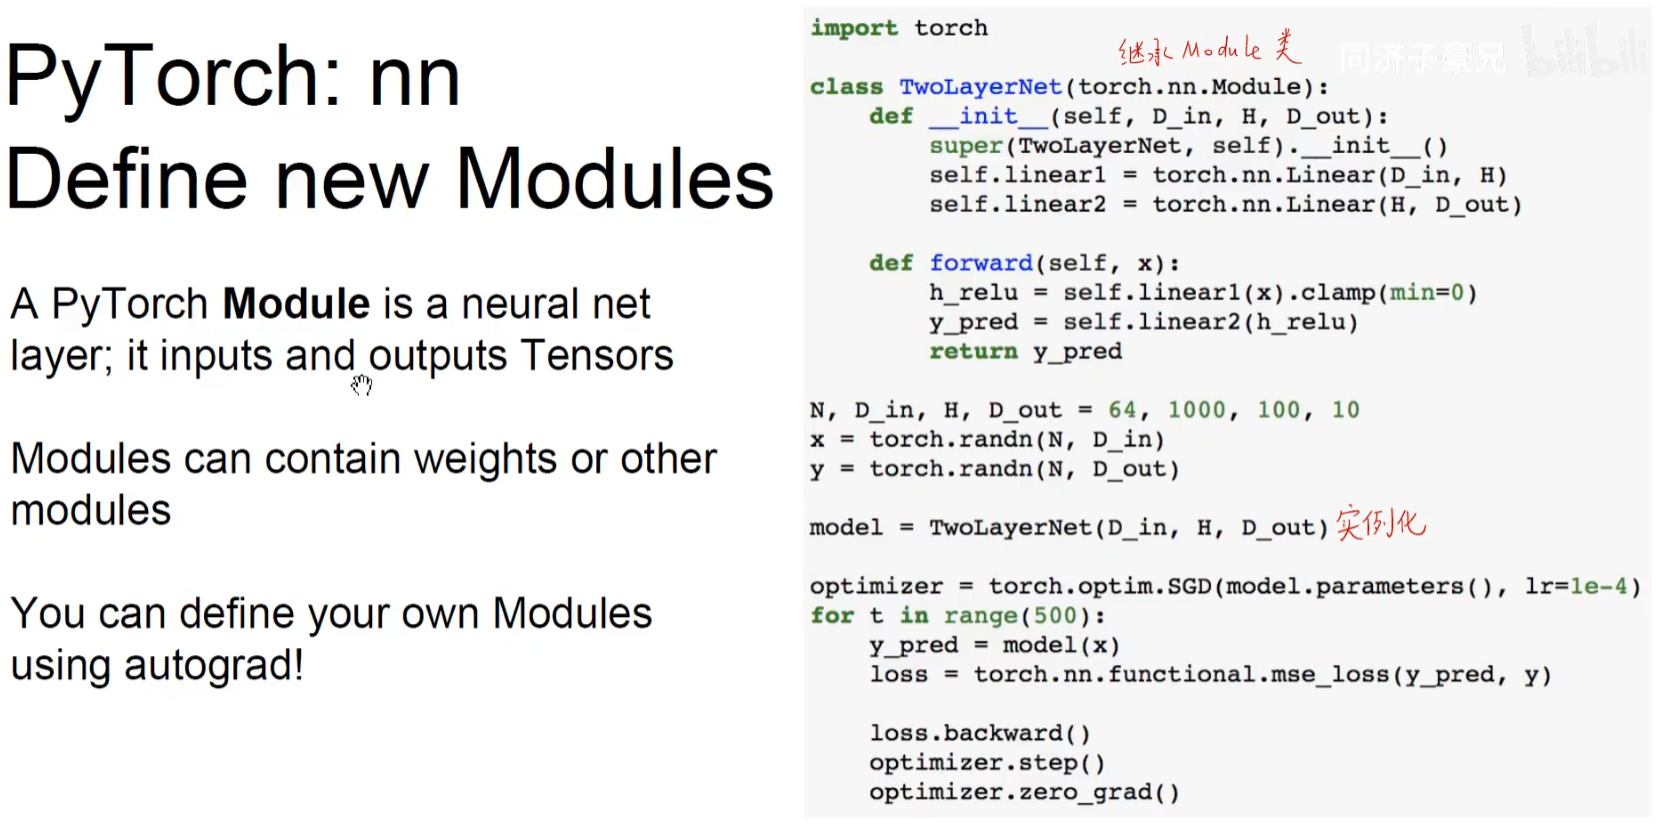 PyTorch: nn
Define new Modules
A PyTorch Module is a neural net
layer; it inputs and outputs Tensors
Modules can contain weights or other
modules
You can define your own Modules
using autograd!
import torch
继承 Module 类
同济子豪兄 bilibili
class TwoLayerNet(torch.nn.Module):
    def __init__(self, D_in, H, D_out):
        super(TwoLayerNet, self).__init__()
        self.linear1 = torch.nn.Linear(D_in, H)
        self.linear2 = torch.nn.Linear(H, D_out)
    def forward(self, x):
        h_relu = self.linear1(x).clamp(min=0)
        y_pred = self.linear2(h_relu)
        return y_pred
N, D_in, H, D_out = 64, 1000, 100, 10
x = torch.randn(N, D_in)
y = torch.randn(N, D_out)
model = TwoLayerNet(D_in, H, D_out) 实例化
optimizer = torch.optim.SGD(model.parameters(), lr=1e-4)
for t in range(500):
    y_pred = model(x)
    loss = torch.nn.functional.mse_loss(y_pred, y)
    loss.backward()
    optimizer.step()
    optimizer.zero_grad()